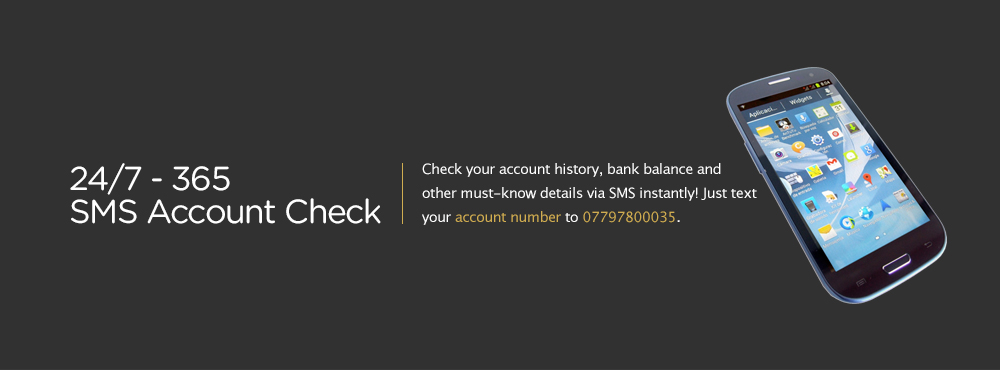 24/7 - 365
SMS Account Check
Check your account history, bank balance and
other must-know details via SMS instantly! Just text
your account number to 07797800035.
Aplicaci...
Widgets